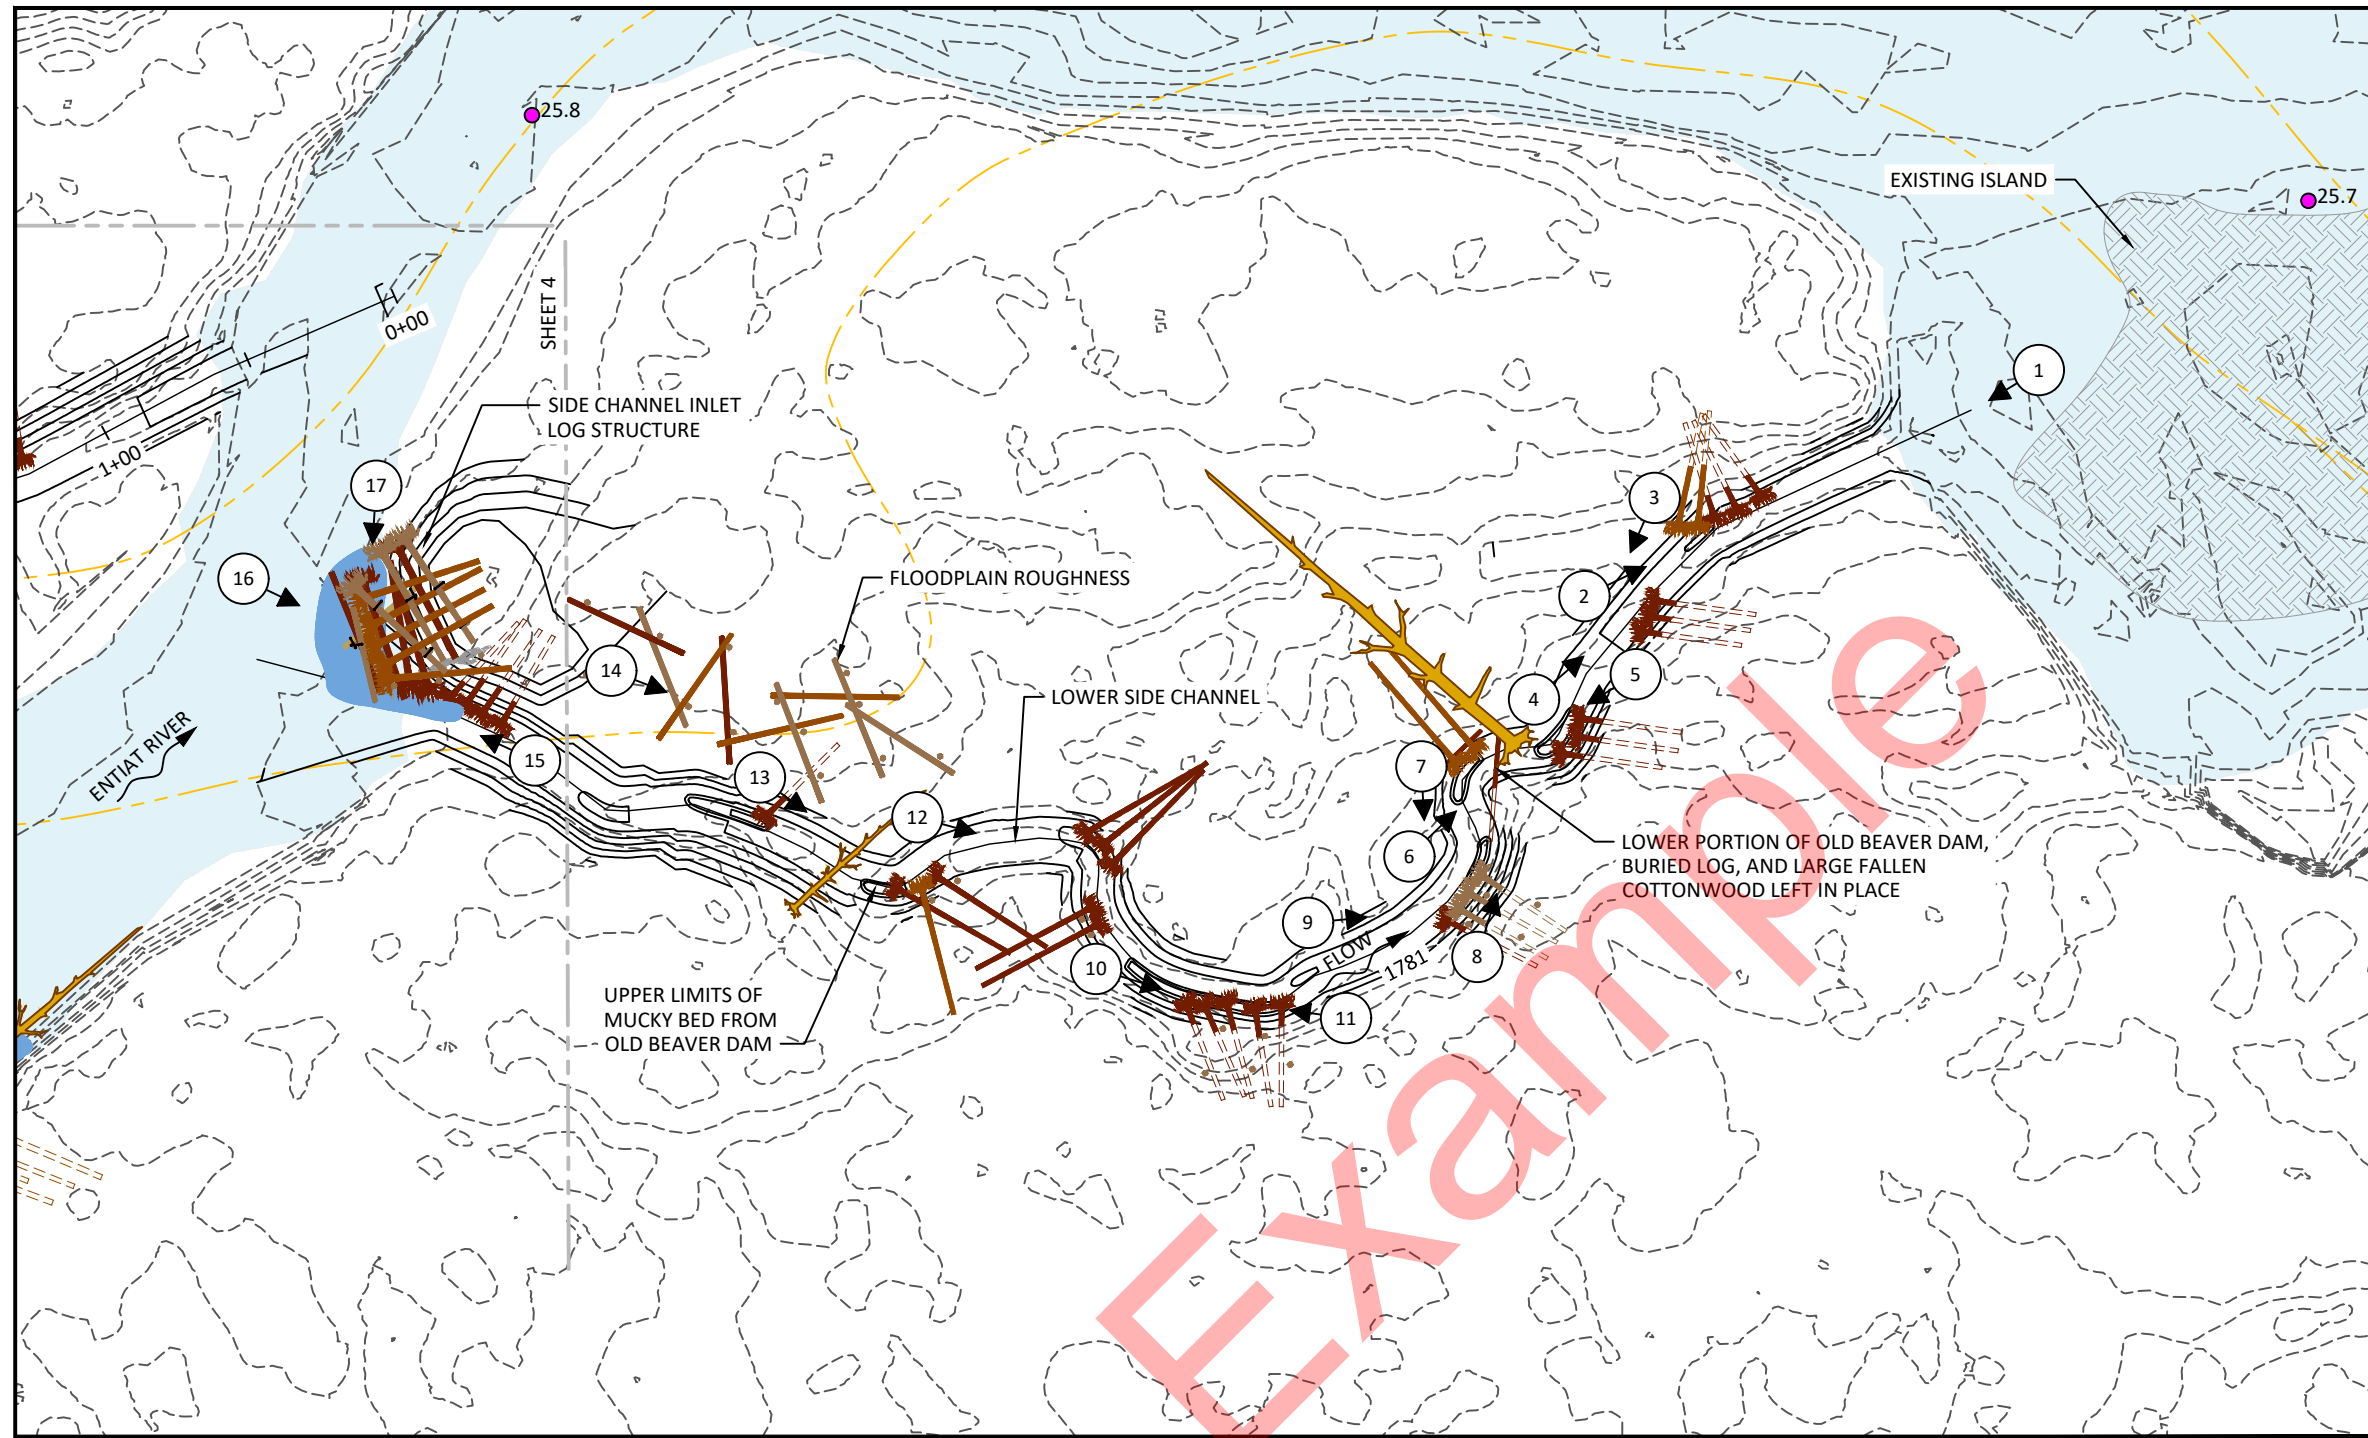 25.8
EXISTING ISLAND
25.7
SHEET 4
0+00
1
SIDE CHANNEL INLET
LOG STRUCTURE
1+00
17
3
16
FLOODPLAIN ROUGHNESS
2
14
5
LOWER SIDE CHANNEL
4
ENTIAT RIVER
15
13
7
12
6
LOWER PORTION OF OLD BEAVER DAM,
BURIED LOG, AND LARGE FALLEN
COTTONWOOD LEFT IN PLACE
9
FLOW
1781
8
10
11
UPPER LIMITS OF
MUCKY BED FROM
OLD BEAVER DAM
Example